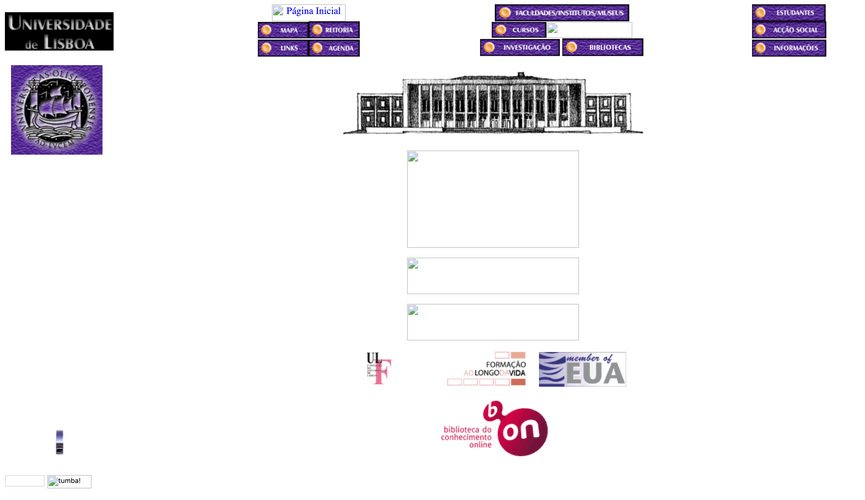 UNIVERSIDADE
de LISBOA
Página Inicial
MAPA
REITORIA
LINKS
AGENDA
FACULDADES/INSTITUTOS/MUSEUS
CURSOS
INVESTIGAÇÃO
BIBLIOTECAS
ESTUDANTES
ACÇÃO SOCIAL
INFORMAÇÕES
UL
F
FORMAÇÃO
AO LONGO DA VIDA
member of
EUA
b
on
biblioteca do
conhecimento
online
tumba!